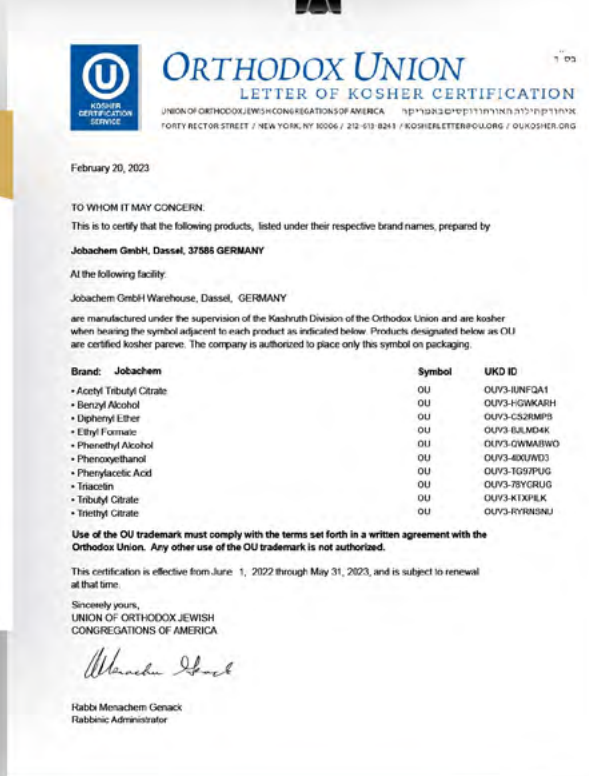 בס"ד
U
KOSHER
CERTIFICATION
SERVICE
ORTHODOX UNION
LETTER OF KOSHER CERTIFICATION
UNION OF ORTHODOX JEWISH CONGREGATIONS OF AMERICA איחוד קהילות האורתודוקסים באמריקה
FORTY RECTOR STREET / NEW YORK, NY 10006 / 212-613-8243 / KOSHERLETTER@OU.ORG / OUKOSHER.ORG
February 20, 2023
TO WHOM IT MAY CONCERN:
This is to certify that the following products, listed under their respective brand names, prepared by
Jobachem GmbH, Dassel, 37586 GERMANY
At the following facility:
Jobachem GmbH Warehouse, Dassel, GERMANY
are manufactured under the supervision of the Kashruth Division of the Orthodox Union and are kosher
when bearing the symbol adjacent to each product as indicated below. Products designated below as OU
are certified kosher pareve. The company is authorized to place only this symbol on packaging.
Brand: Jobachem Symbol UKD ID
• Acetyl Tributyl Citrate OU OUV3-IUNFQA1
• Benzyl Alcohol OU OUV3-HGWKARH
• Diphenyl Ether OU OUV3-CS2RMPB
• Ethyl Formate OU OUV3-BJLMD4K
• Phenethyl Alcohol OU OUV3-QWMABWO
• Phenoxyethanol OU OUV3-4IXUWD3
• Phenylacetic Acid OU OUV3-TG97PUG
• Triacetin OU OUV3-78YCRUG
• Tributyl Citrate OU OUV3-KTXPILK
• Triethyl Citrate OU OUV3-RYRNSNU
Use of the OU trademark must comply with the terms set forth in a written agreement with the
Orthodox Union. Any other use of the OU trademark is not authorized.
This certification is effective from June 1, 2022 through May 31, 2023, and is subject to renewal
at that time.
Sincerely yours,
UNION OF ORTHODOX JEWISH
CONGREGATIONS OF AMERICA
Menachem Genack
Rabbi Menachem Genack
Rabbinic Administrator